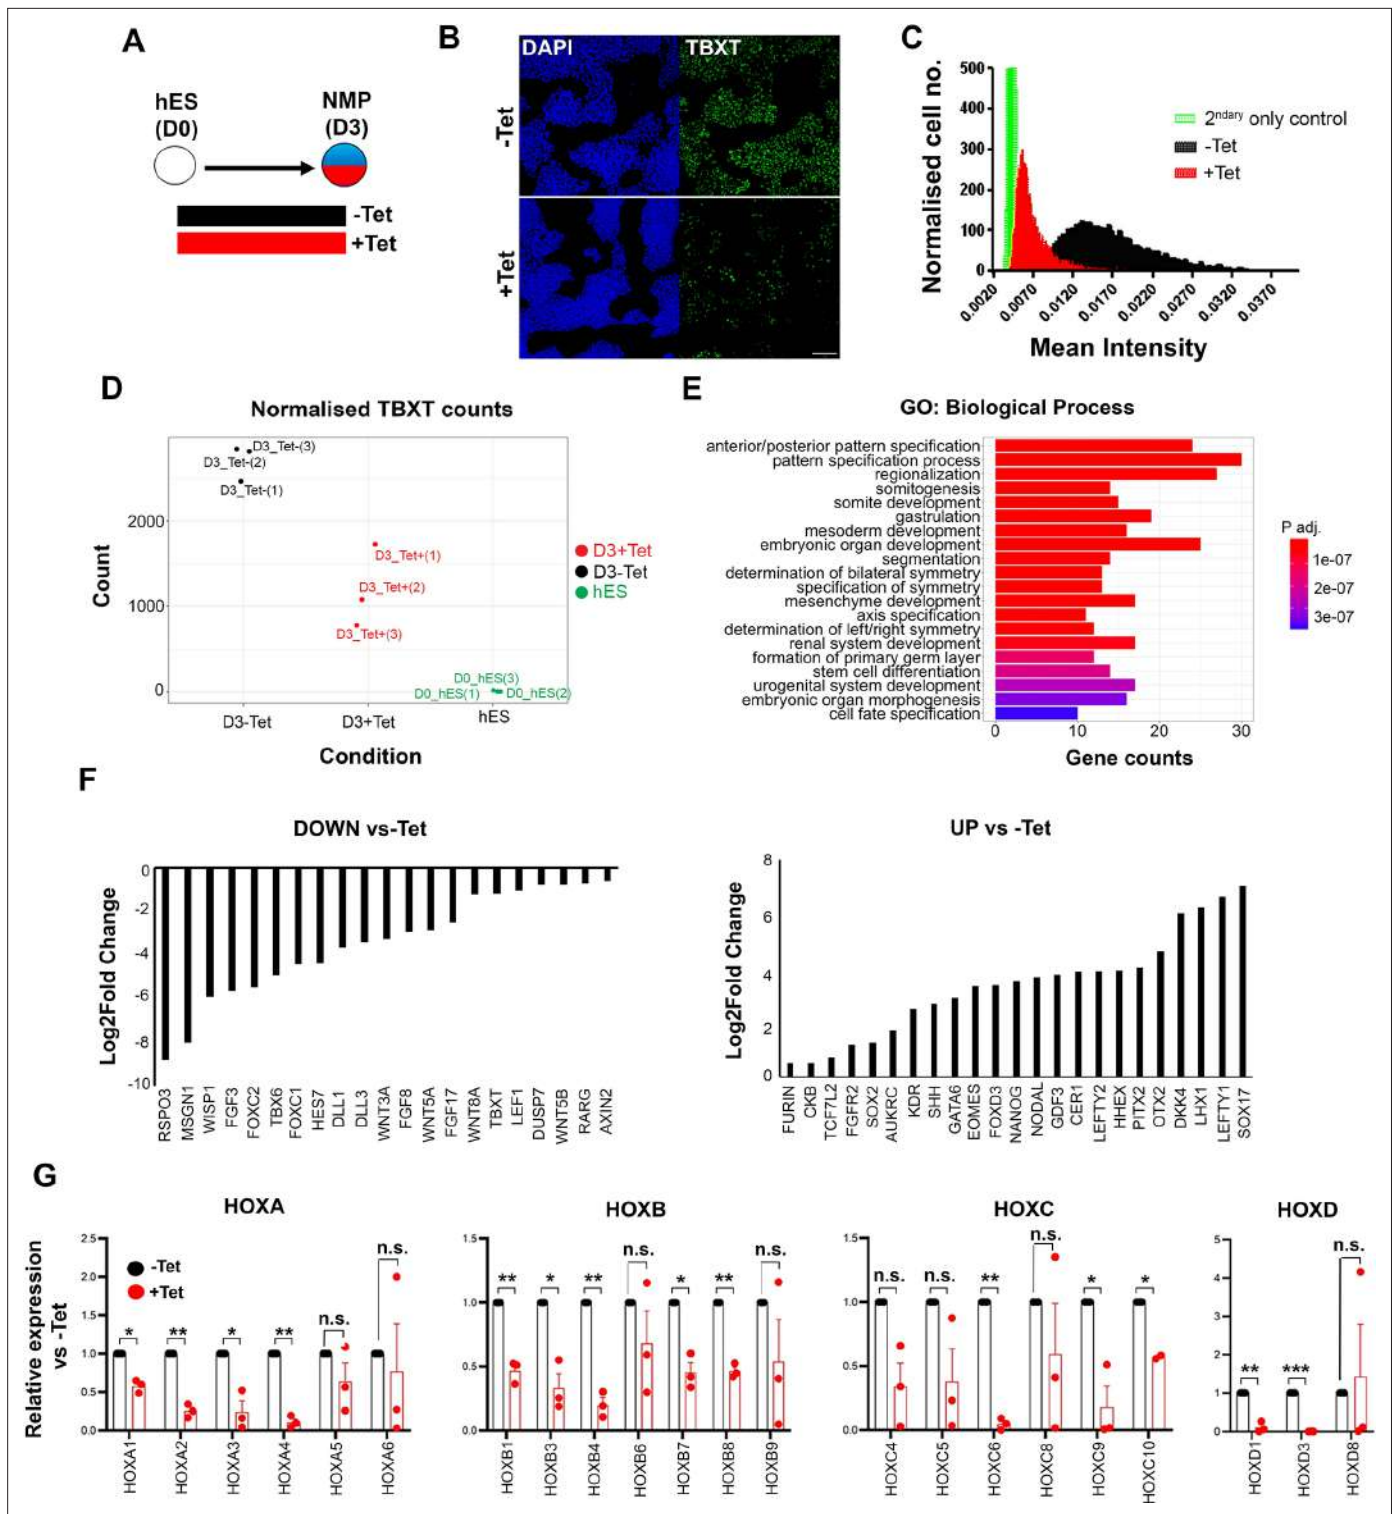 A
hES
(D0)
NMP
(D3)
-Tet
+Tet
B
DAPI
TBXT
-Tet
+Tet
C
Normalised cell no.
500
400
300
200
100
0
0.0020
0.0070
0.0120
0.0170
0.0220
0.0270
0.0320
0.0370
Mean Intensity
2ndary only control
-Tet
+Tet
D
Normalised TBXT counts
Count
2000
1000
0
D3_Tet-(3)
D3_Tet-(2)
D3_Tet-(1)
D3_Tet+(1)
D3_Tet+(2)
D3_Tet+(3)
D0_hES(3)
D0_hES(1)
D0_hES(2)
D3-Tet
D3+Tet
hES
Condition
D3+Tet
D3-Tet
hES
E
GO: Biological Process
anterior/posterior pattern specification
pattern specification process
regionalization
somitogenesis
somite development
gastrulation
mesoderm development
embryonic organ development
segmentation
determination of bilateral symmetry
specification of symmetry
mesenchyme development
axis specification
determination of left/right symmetry
renal system development
formation of primary germ layer
stem cell differentiation
urogenital system development
embryonic organ morphogenesis
cell fate specification
0
10
20
30
Gene counts
P adj.
1e-07
2e-07
3e-07
F
DOWN vs-Tet
Log2Fold Change
0
-2
-4
-6
-8
-10
RSPO3
MSGN1
WISP1
FGF3
FOXC2
TBX6
FOXC1
HES7
DLL1
DLL3
WNT3A
FGF8
WNT5A
FGF17
WNT8A
TBXT
LEF1
DUSP7
WNT5B
RARG
AXIN2
UP vs -Tet
Log2Fold Change
8
6
4
2
0
FURIN
CKB
TCF7L2
FGFR2
SOX2
AUKRC
KDR
SHH
GATA6
EOMES
FOXD3
NANOG
NODAL
GDF3
CER1
LEFTY2
HHEX
PITX2
OTX2
DKK4
LHX1
LEFTY1
SOX17
G
Relative expression
vs -Tet
HOXA
2.5
2.0
1.5
1.0
0.5
0.0
-Tet
+Tet
*
**
*
**
n.s.
n.s.
HOXA1
HOXA2
HOXA3
HOXA4
HOXA5
HOXA6
HOXB
1.5
1.0
0.5
0.0
**
*
**
n.s.
*
**
n.s.
HOXB1
HOXB3
HOXB4
HOXB6
HOXB7
HOXB8
HOXB9
HOXC
1.5
1.0
0.5
0.0
n.s.
n.s.
**
n.s.
*
*
HOXC4
HOXC5
HOXC6
HOXC8
HOXC9
HOXC10
HOXD
5
4
3
2
1
0
**
***
n.s.
HOXD1
HOXD3
HOXD8